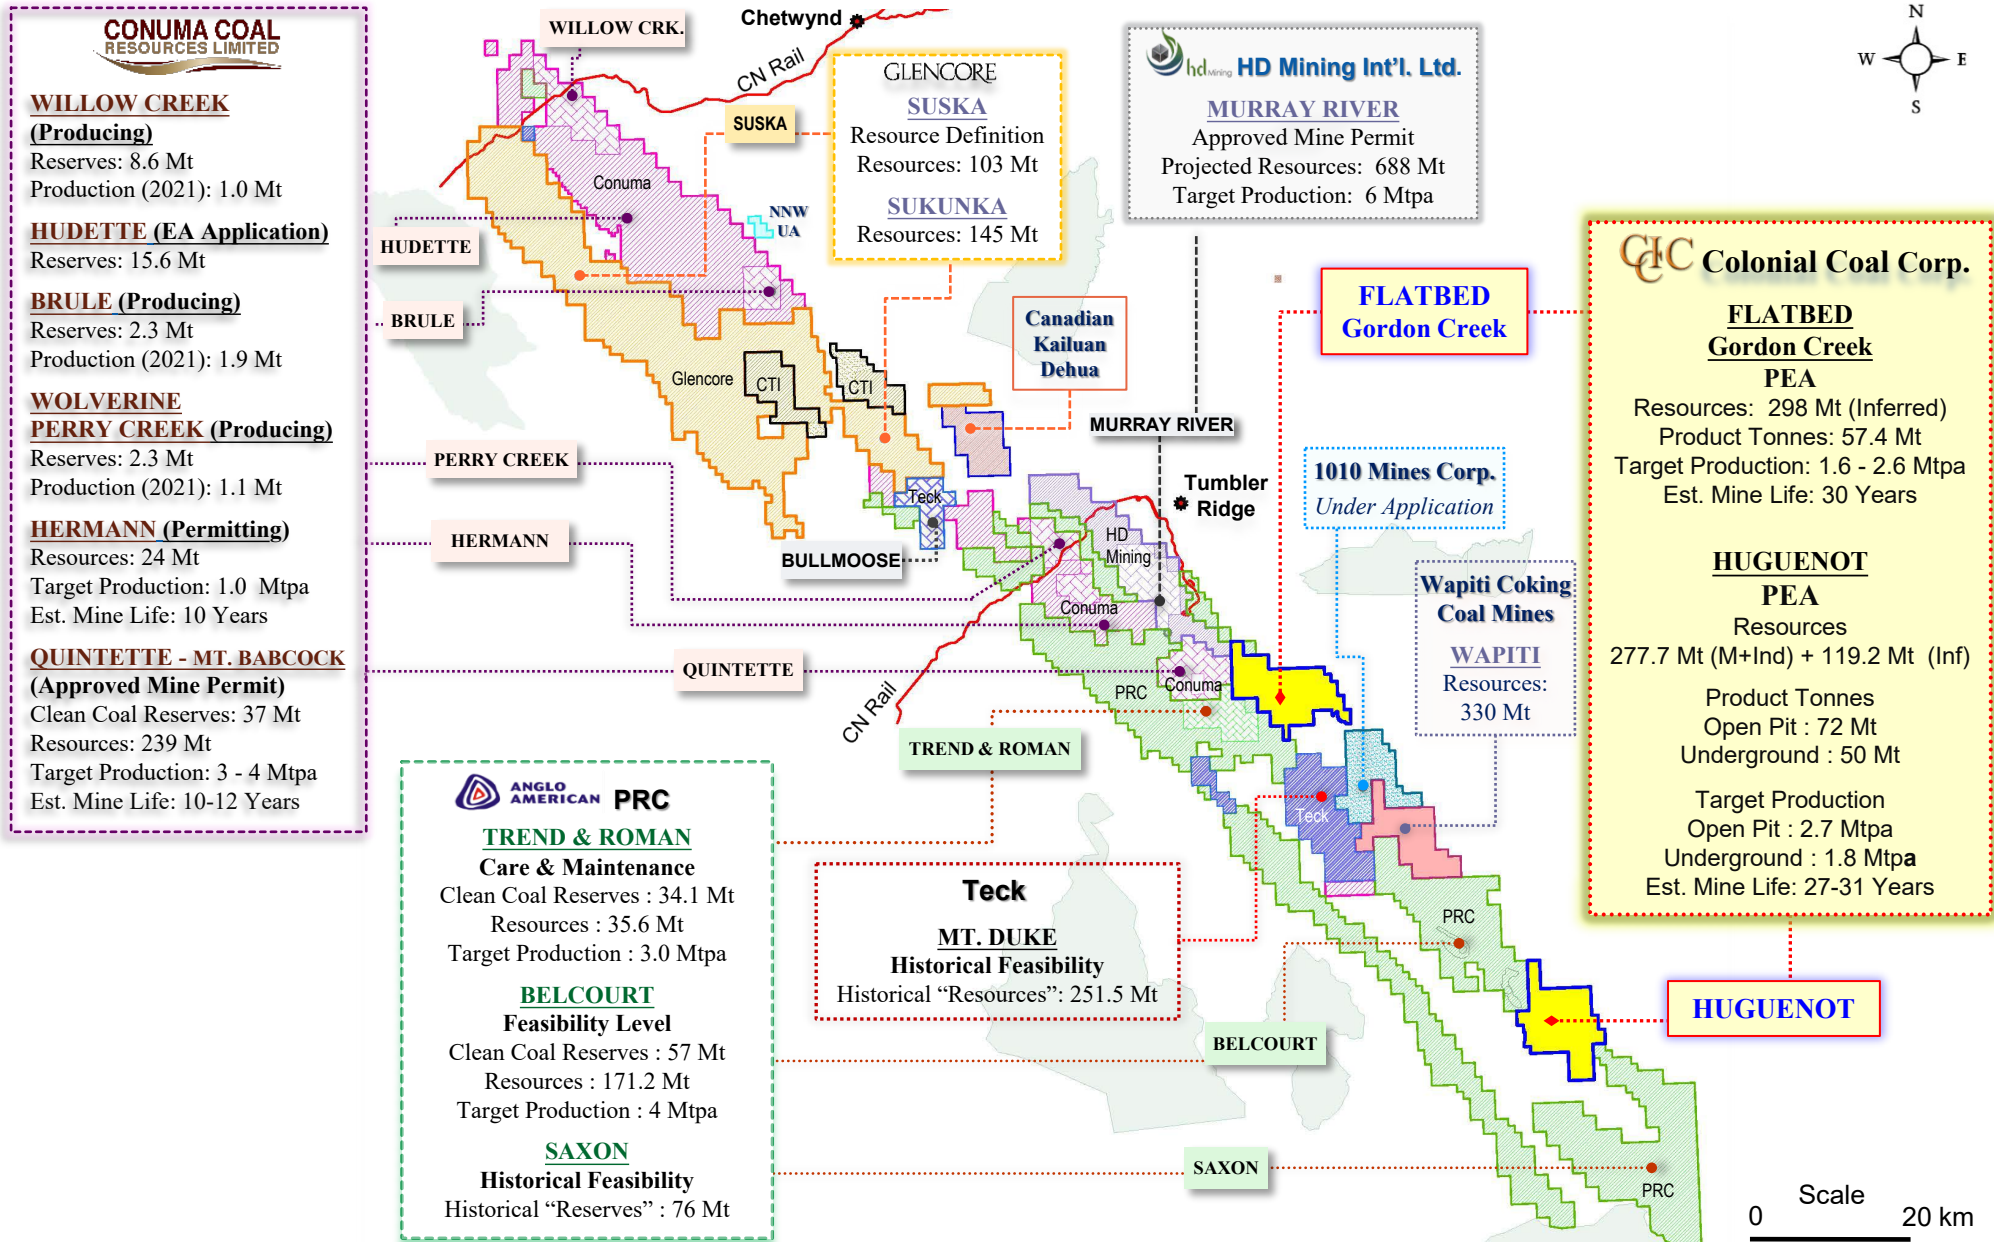 CONUMA COAL
RESOURCES LIMITED
WILLOW CREEK
(Producing)
Reserves: 8.6 Mt
Production (2021): 1.0 Mt
HUDETTE (EA Application)
Reserves: 15.6 Mt
BRULE (Producing)
Reserves: 2.3 Mt
Production (2021): 1.9 Mt
WOLVERINE
PERRY CREEK (Producing)
Reserves: 2.3 Mt
Production (2021): 1.1 Mt
HERMANN (Permitting)
Resources: 24 Mt
Target Production: 1.0 Mtpa
Est. Mine Life: 10 Years
QUINTETTE - MT. BABCOCK
(Approved Mine Permit)
Clean Coal Reserves: 37 Mt
Resources: 239 Mt
Target Production: 3 - 4 Mtpa
Est. Mine Life: 10-12 Years
WILLOW CRK.
Chetwynd
CN Rail
SUSKA
HUDETTE
BRULE
PERRY CREEK
HERMANN
QUINTETTE
Conuma
NNW
UA
Glencore
CTI
CTI
Teck
BULLMOOSE
GLENCORE
SUSKA
Resource Definition
Resources: 103 Mt
SUKUNKA
Resources: 145 Mt
hd Mining HD Mining Int'l. Ltd.
MURRAY RIVER
Approved Mine Permit
Projected Resources: 688 Mt
Target Production: 6 Mtpa
N
W
E
S
Canadian
Kailuan
Dehua
MURRAY RIVER
Tumbler
Ridge
HD
Mining
Conuma
PRC
Conuma
CN Rail
FLATBED
Gordon Creek
1010 Mines Corp.
Under Application
Wapiti Coking
Coal Mines
WAPITI
Resources:
330 Mt
CCC Colonial Coal Corp.
FLATBED
Gordon Creek
PEA
Resources: 298 Mt (Inferred)
Product Tonnes: 57.4 Mt
Target Production: 1.6 - 2.6 Mtpa
Est. Mine Life: 30 Years
HUGUENOT
PEA
Resources
277.7 Mt (M+Ind) + 119.2 Mt (Inf)
Product Tonnes
Open Pit : 72 Mt
Underground : 50 Mt
Target Production
Open Pit : 2.7 Mtpa
Underground : 1.8 Mtpa
Est. Mine Life: 27-31 Years
TREND & ROMAN
ANGLO
AMERICAN PRC
TREND & ROMAN
Care & Maintenance
Clean Coal Reserves : 34.1 Mt
Resources : 35.6 Mt
Target Production : 3.0 Mtpa
BELCOURT
Feasibility Level
Clean Coal Reserves : 57 Mt
Resources : 171.2 Mt
Target Production : 4 Mtpa
SAXON
Historical Feasibility
Historical “Reserves” : 76 Mt
Teck
MT. DUKE
Historical Feasibility
Historical “Resources”: 251.5 Mt
Teck
PRC
BELCOURT
HUGUENOT
SAXON
PRC
Scale
0 20 km